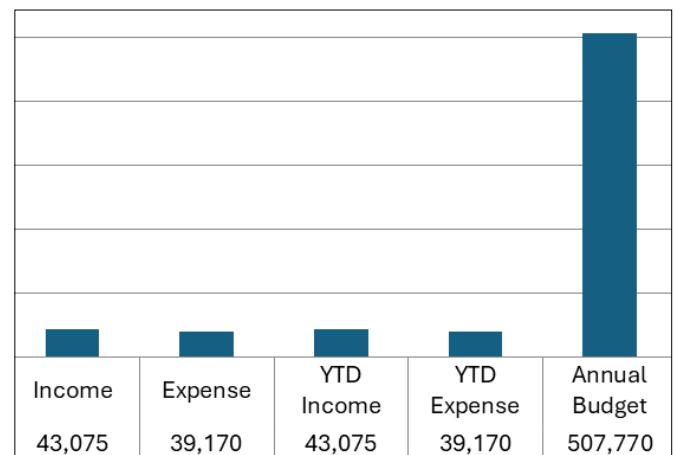 Income
Expense
YTD
Income
YTD
Expense
Annual
Budget
43,075
39,170
43,075
39,170
507,770